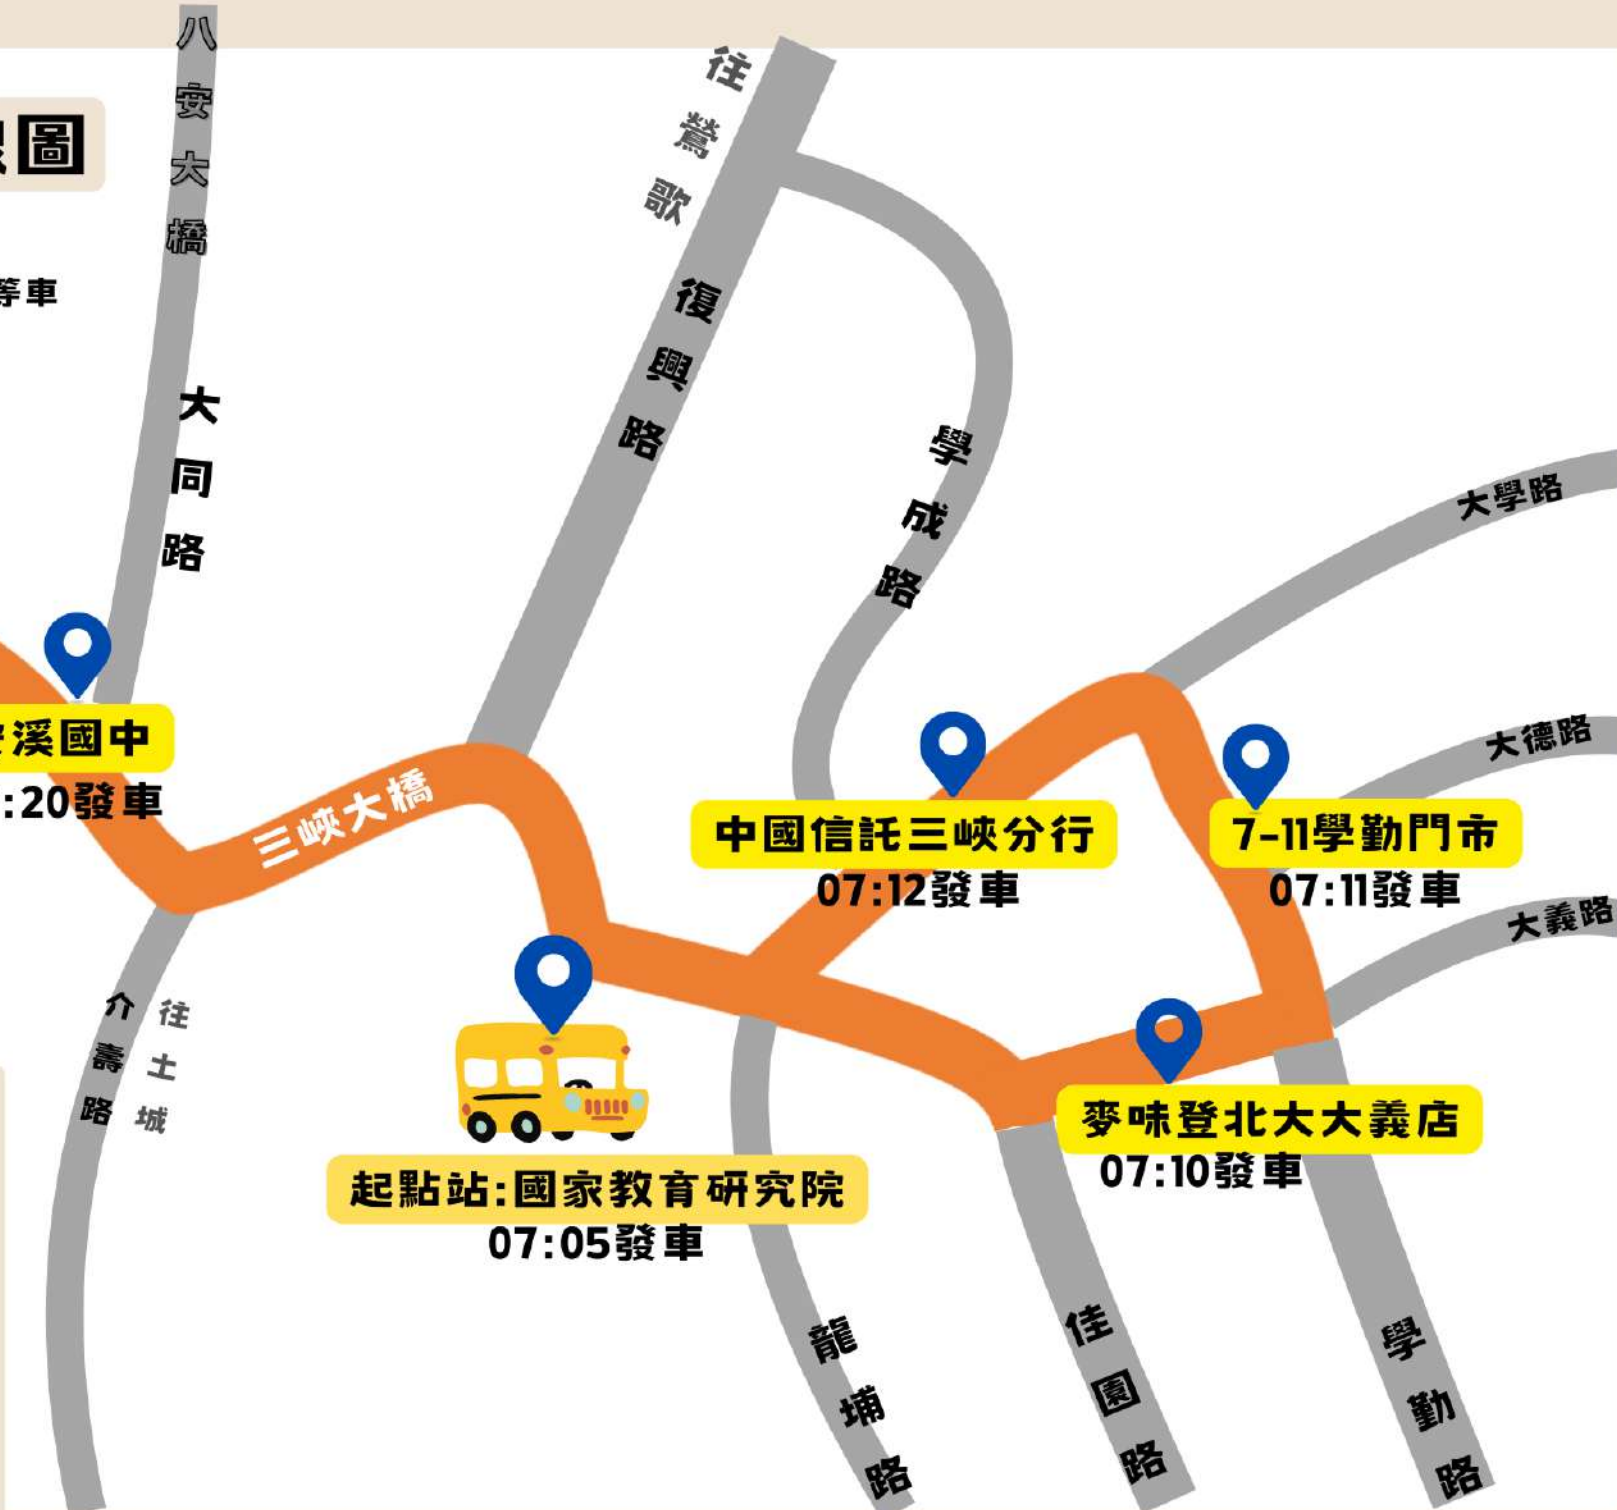 八安大橋
往鶯歌
圖
等車
復興路
大同路
學成路
大學路
溪國中
:20發車
三峽大橋
大德路
中國信託三峽分行
07:12發車
7-11學勤門市
07:11發車
大義路
介壽路
往土城
麥味登北大大義店
07:10發車
起點站:國家教育研究院
07:05發車
龍埔路
佳園路
學勤路